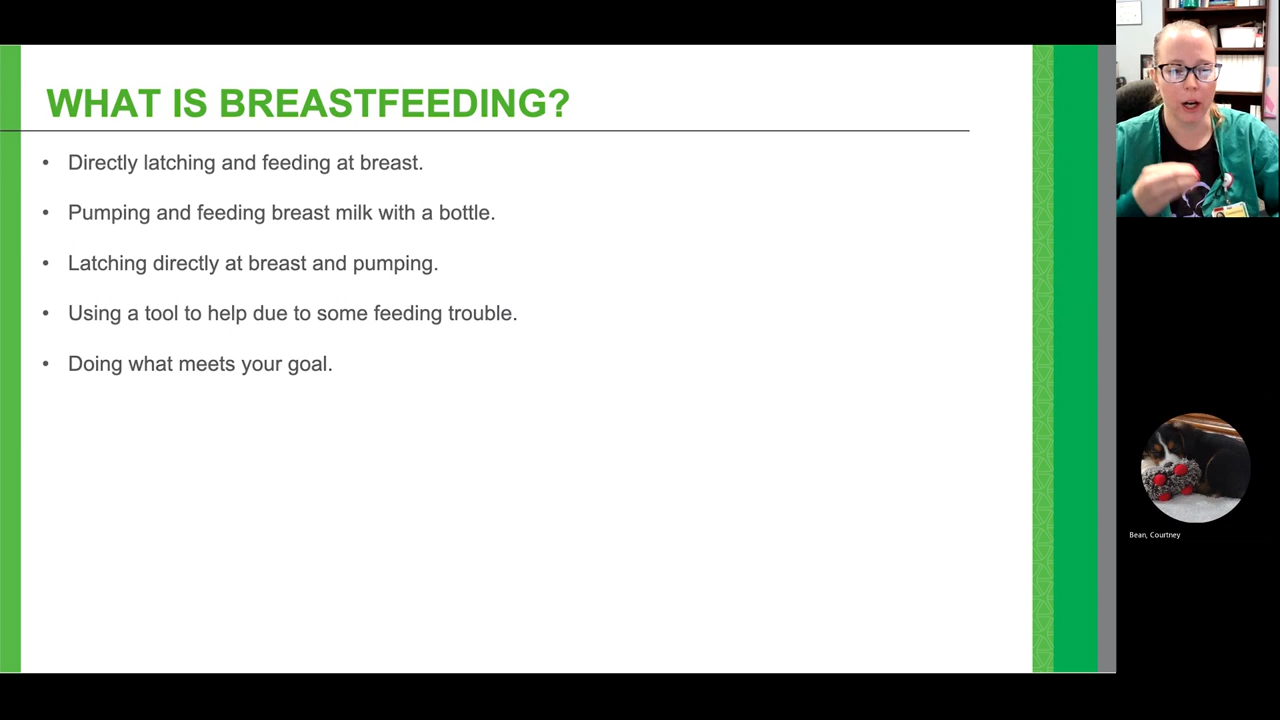 WHAT IS BREASTFEEDING?
• Directly latching and feeding at breast.
• Pumping and feeding breast milk with a bottle.
• Latching directly at breast and pumping.
• Using a tool to help due to some feeding trouble.
• Doing what meets your goal.
Bean, Courtney